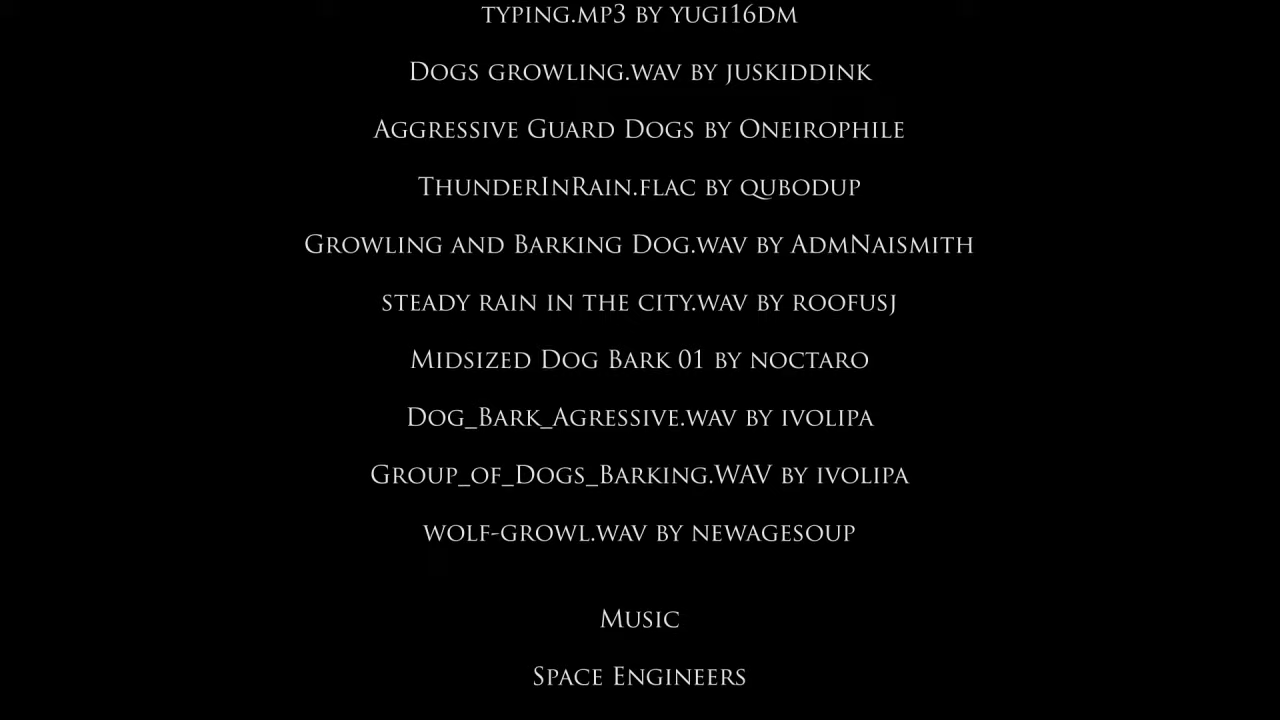 typing.mp3 by yugi16dm
Dogs growling.wav by juskiddink
Aggressive Guard Dogs by Oneirophile
ThunderInRain.flac by qubodup
Growling and Barking Dog.wav by AdmNaismith
steady rain in the city.wav by roofusj
Midsized Dog Bark 01 by noctaro
Dog_Bark_Agressive.wav by ivolipa
Group_of_Dogs_Barking.WAV by ivolipa
wolf-growl.wav by newagesoup
Music
Space Engineers